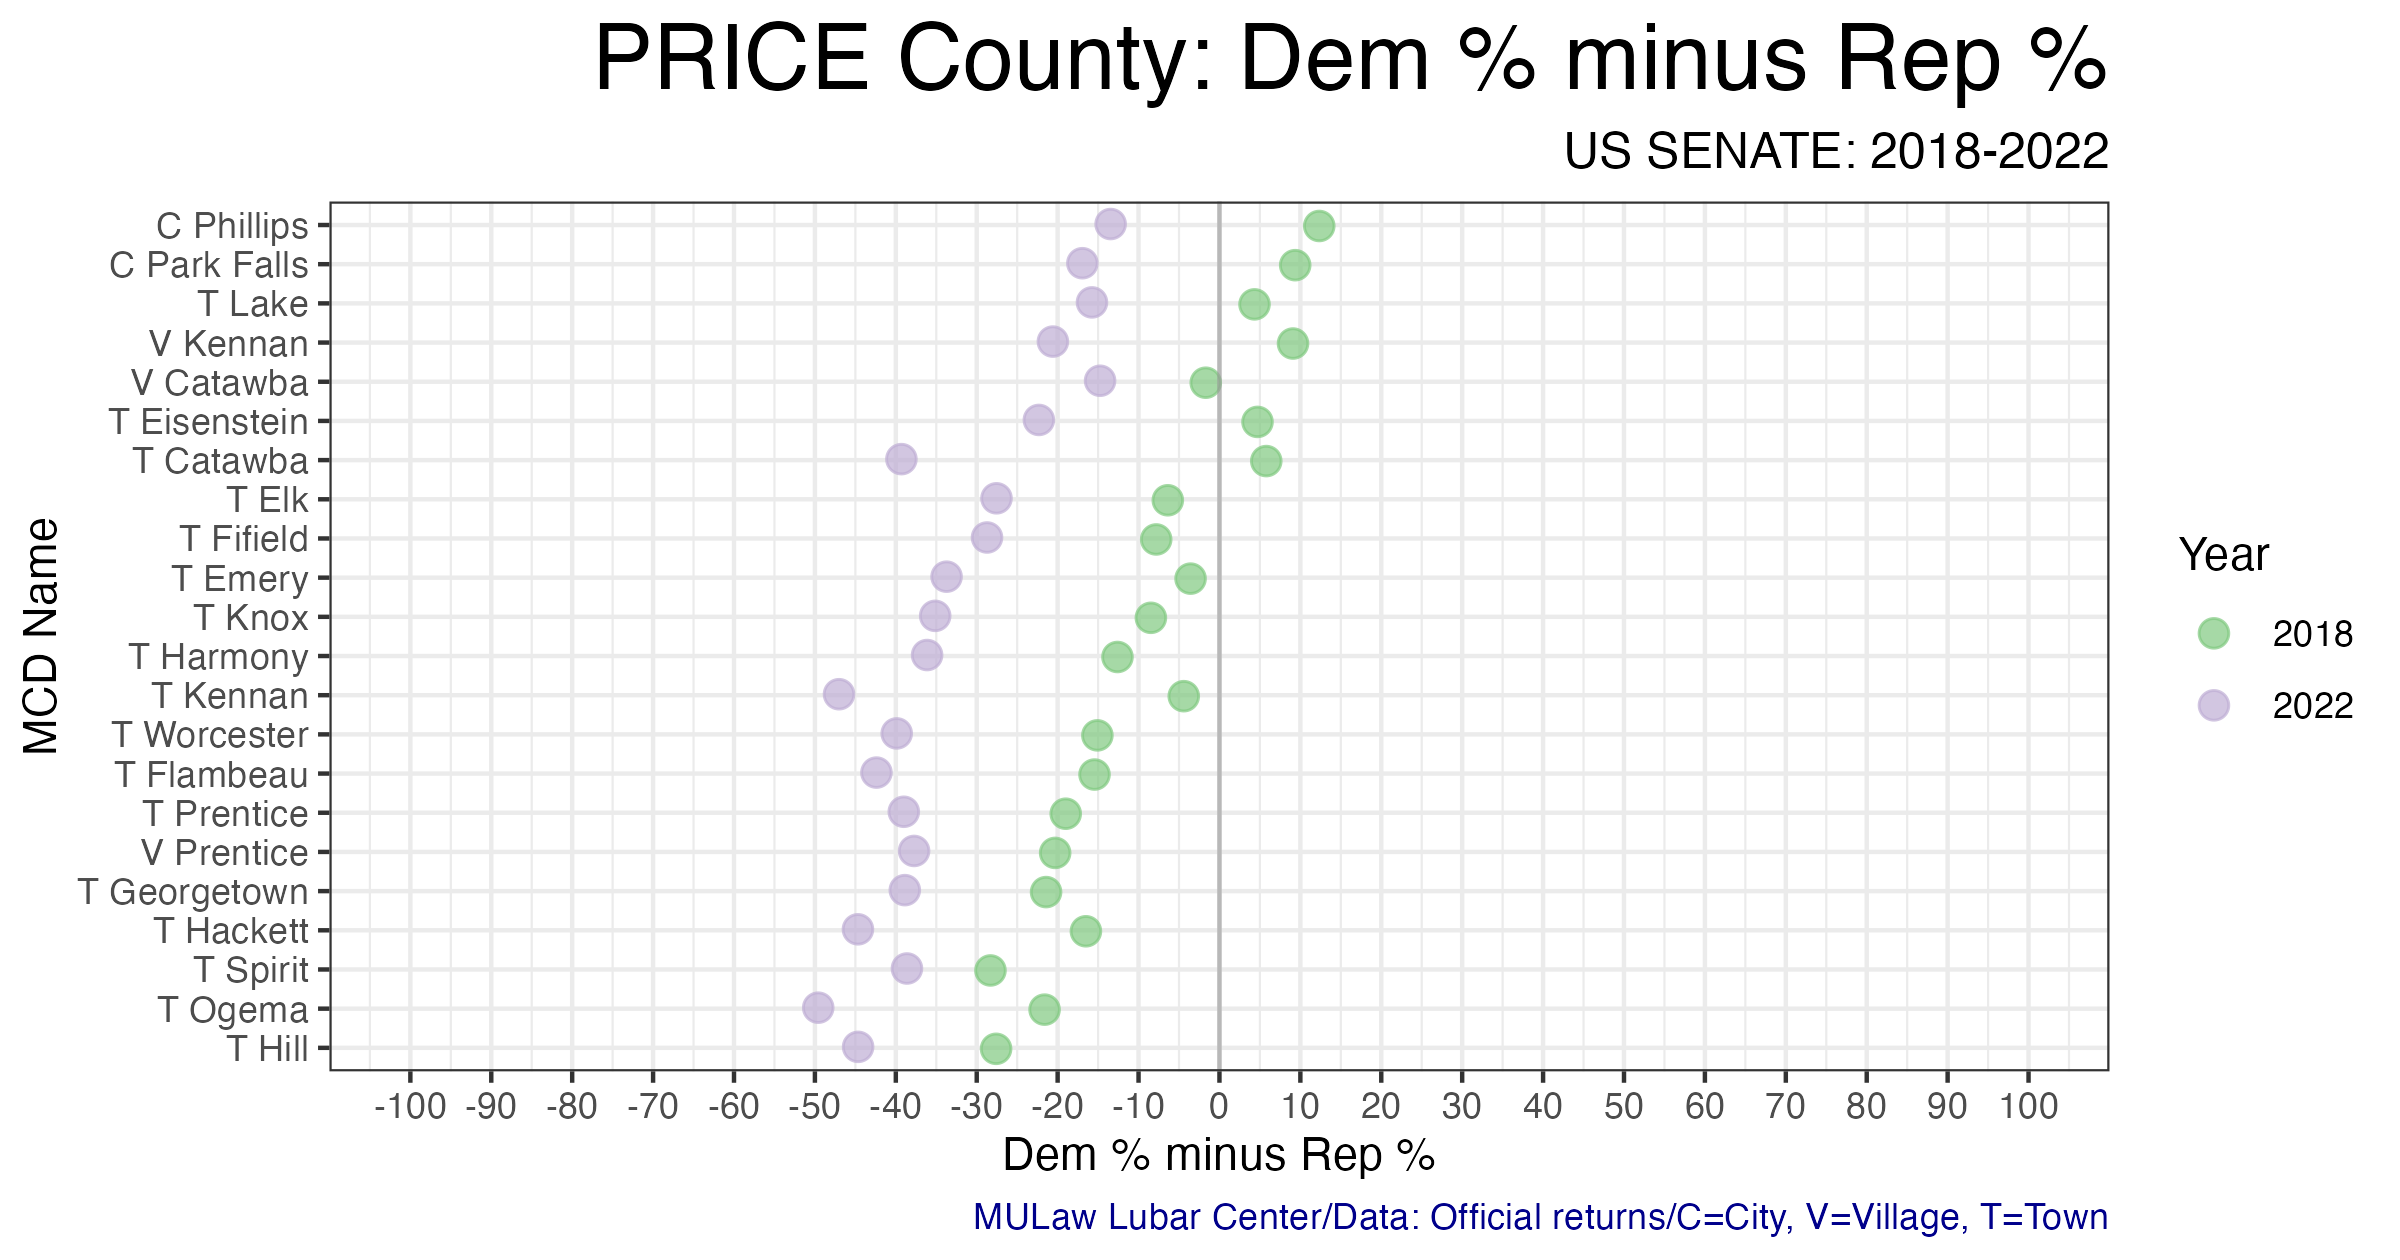 PRICE County: Dem % minus Rep %
US SENATE: 2018-2022
MCD Name
C Phillips
C Park Falls
T Lake
V Kennan
V Catawba
T Eisenstein
T Catawba
T Elk
T Fifield
T Emery
T Knox
T Harmony
T Kennan
T Worcester
T Flambeau
T Prentice
V Prentice
T Georgetown
T Hackett
T Spirit
T Ogema
T Hill
-100 -90 -80 -70 -60 -50 -40 -30 -20 -10 0 10 20 30 40 50 60 70 80 90 100
Dem % minus Rep %
Year
2018
2022
MULaw Lubar Center/Data: Official returns/C=City, V=Village, T=Town